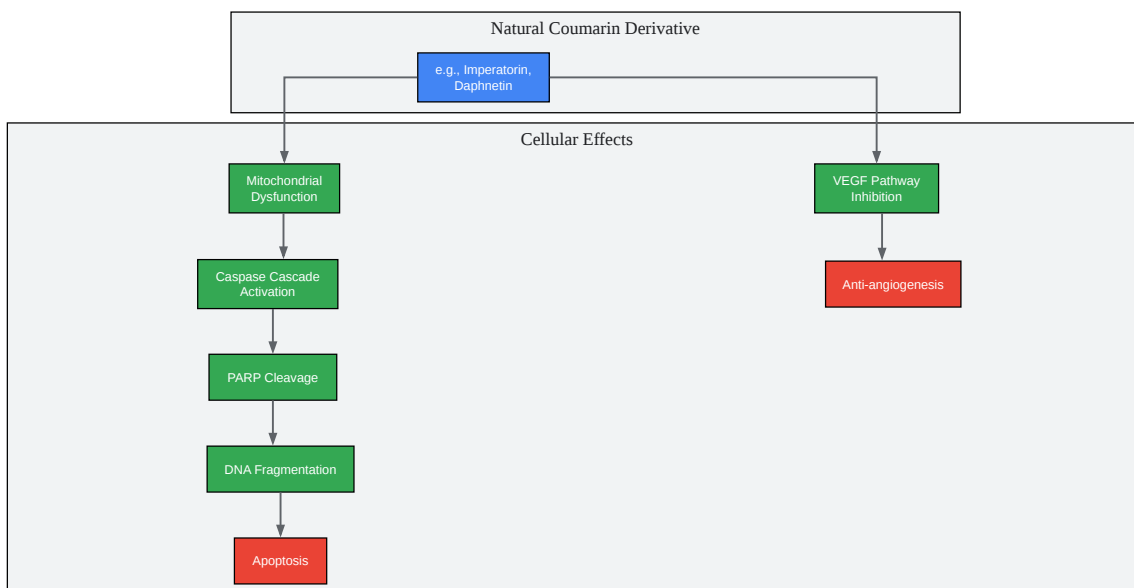 Natural Coumarin Derivative
e.g., Imperatorin,
Daphnetin
Cellular Effects
Mitochondrial
Dysfunction
VEGF Pathway
Inhibition
Caspase Cascade
Activation
Anti-angiogenesis
PARP Cleavage
DNA Fragmentation
Apoptosis